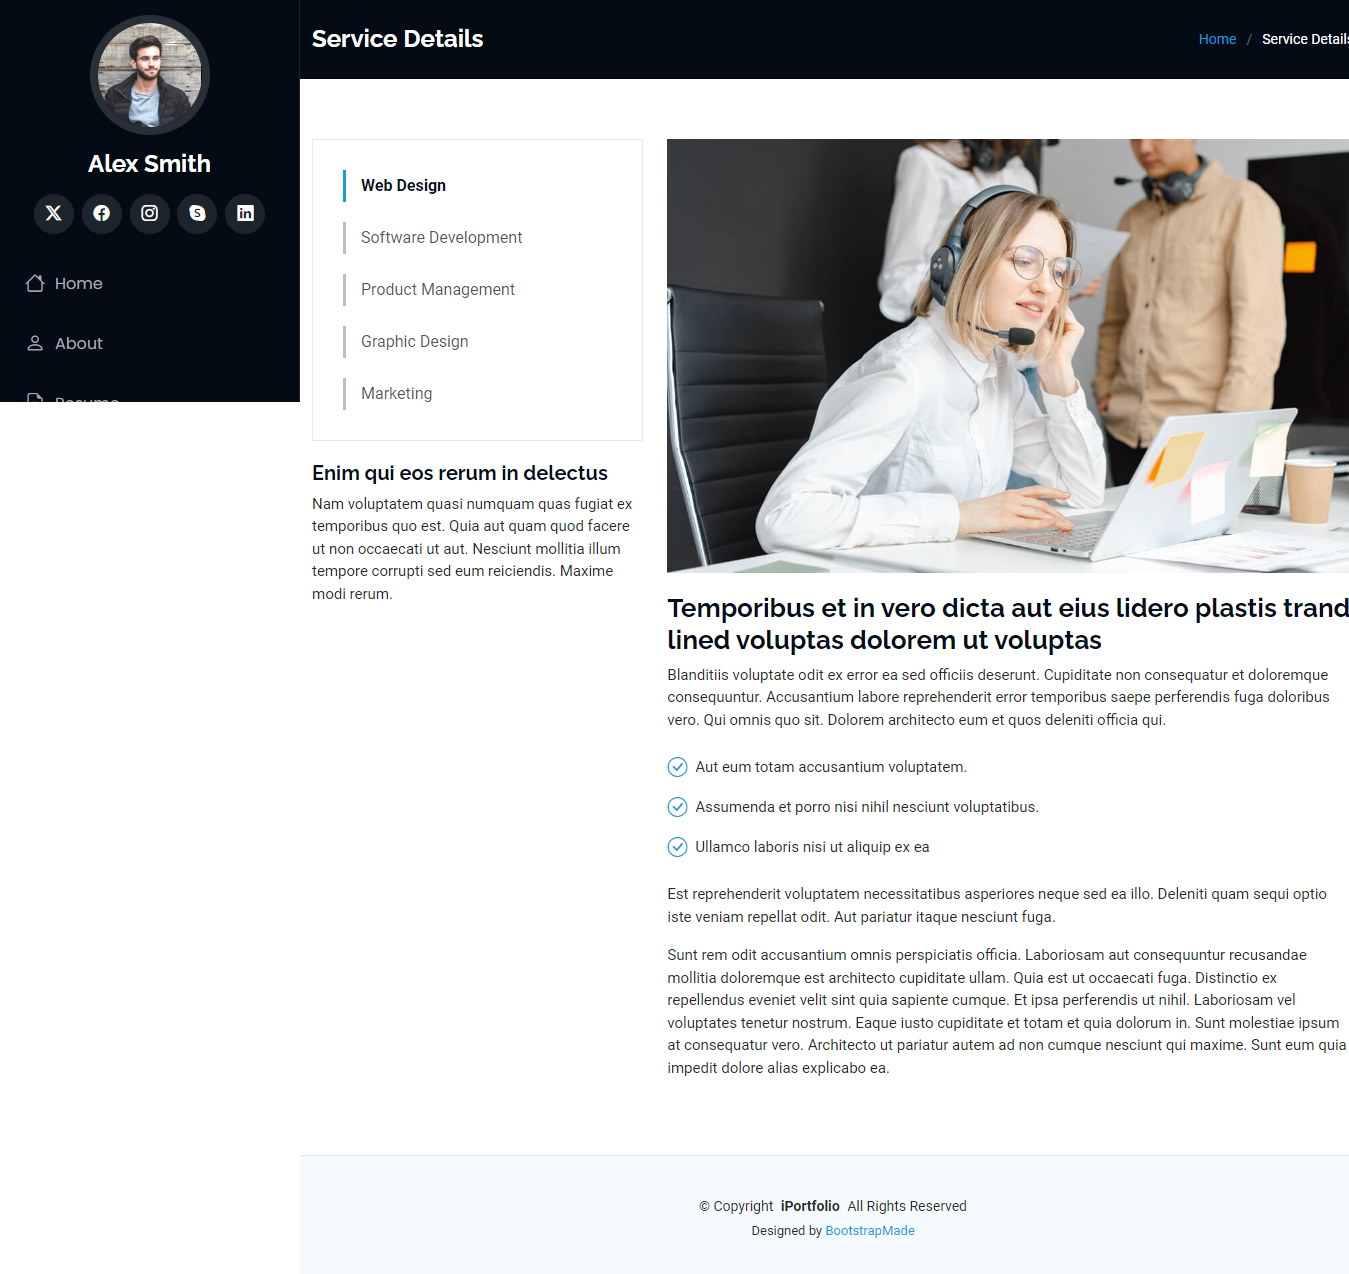 Alex Smith
Home
About
Resume
Service Details
Home / Service Details
Web Design
Software Development
Product Management
Graphic Design
Marketing
Enim qui eos rerum in delectus
Nam voluptatem quasi numquam quas fugiat ex
temporibus quo est. Quia aut quam quod facere
ut non occaecati ut aut. Nesciunt mollitia illum
tempore corrupti sed eum reiciendis. Maxime
modi rerum.
Temporibus et in vero dicta aut eius lidero plastis trand
lined voluptas dolorem ut voluptas
Blanditiis voluptate odit ex error ea sed officiis deserunt. Cupiditate non consequatur et doloremque
consequuntur. Accusantium labore reprehenderit error temporibus saepe perferendis fuga doloribus
vero. Qui omnis quo sit. Dolorem architecto eum et quos deleniti officia qui.
Aut eum totam accusantium voluptatem.
Assumenda et porro nisi nihil nesciunt voluptatibus.
Ullamco laboris nisi ut aliquip ex ea
Est reprehenderit voluptatem necessitatibus asperiores neque sed ea illo. Deleniti quam sequi optio
iste veniam repellat odit. Aut pariatur itaque nesciunt fuga.
Sunt rem odit accusantium omnis perspiciatis officia. Laboriosam aut consequuntur recusandae
mollitia doloremque est architecto cupiditate ullam. Quia est ut occaecati fuga. Distinctio ex
repellendus eveniet velit sint quia sapiente cumque. Et ipsa perferendis ut nihil. Laboriosam vel
voluptates tenetur nostrum. Eaque iusto cupiditate et totam et quia dolorum in. Sunt molestiae ipsum
at consequatur vero. Architecto ut pariatur autem ad non cumque nesciunt qui maxime. Sunt eum quia
impedit dolore alias explicabo ea.
© Copyright iPortfolio All Rights Reserved
Designed by BootstrapMade